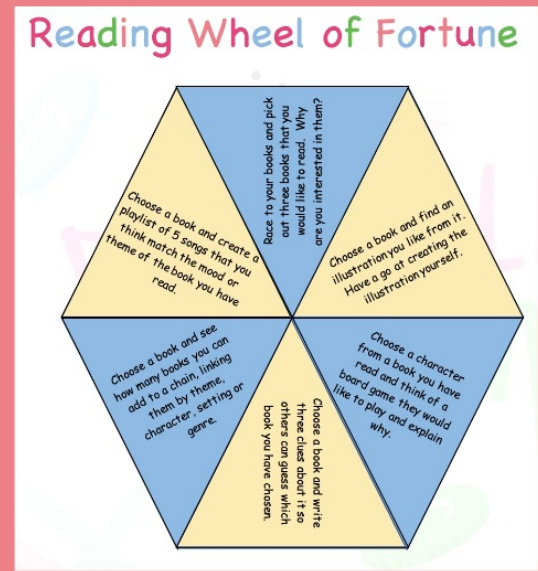 Reading Wheel of Fortune
Race to your books and pick
out three books that you
would like to read. Why
are you interested in them?
Choose a book and find an
illustration you like from it.
Have a go at creating the
illustration yourself.
Choose a character
from a book you have
read and think of a
board game they would
like to play and explain
why.
Choose a book and write
three clues about it so
others can guess which
book you have chosen.
Choose a book and see
how many books you can
add to a chain, linking
them by theme,
character, setting or
genre.
Choose a book and create a
playlist of 5 songs that you
think match the mood or
theme of the book you have
read.